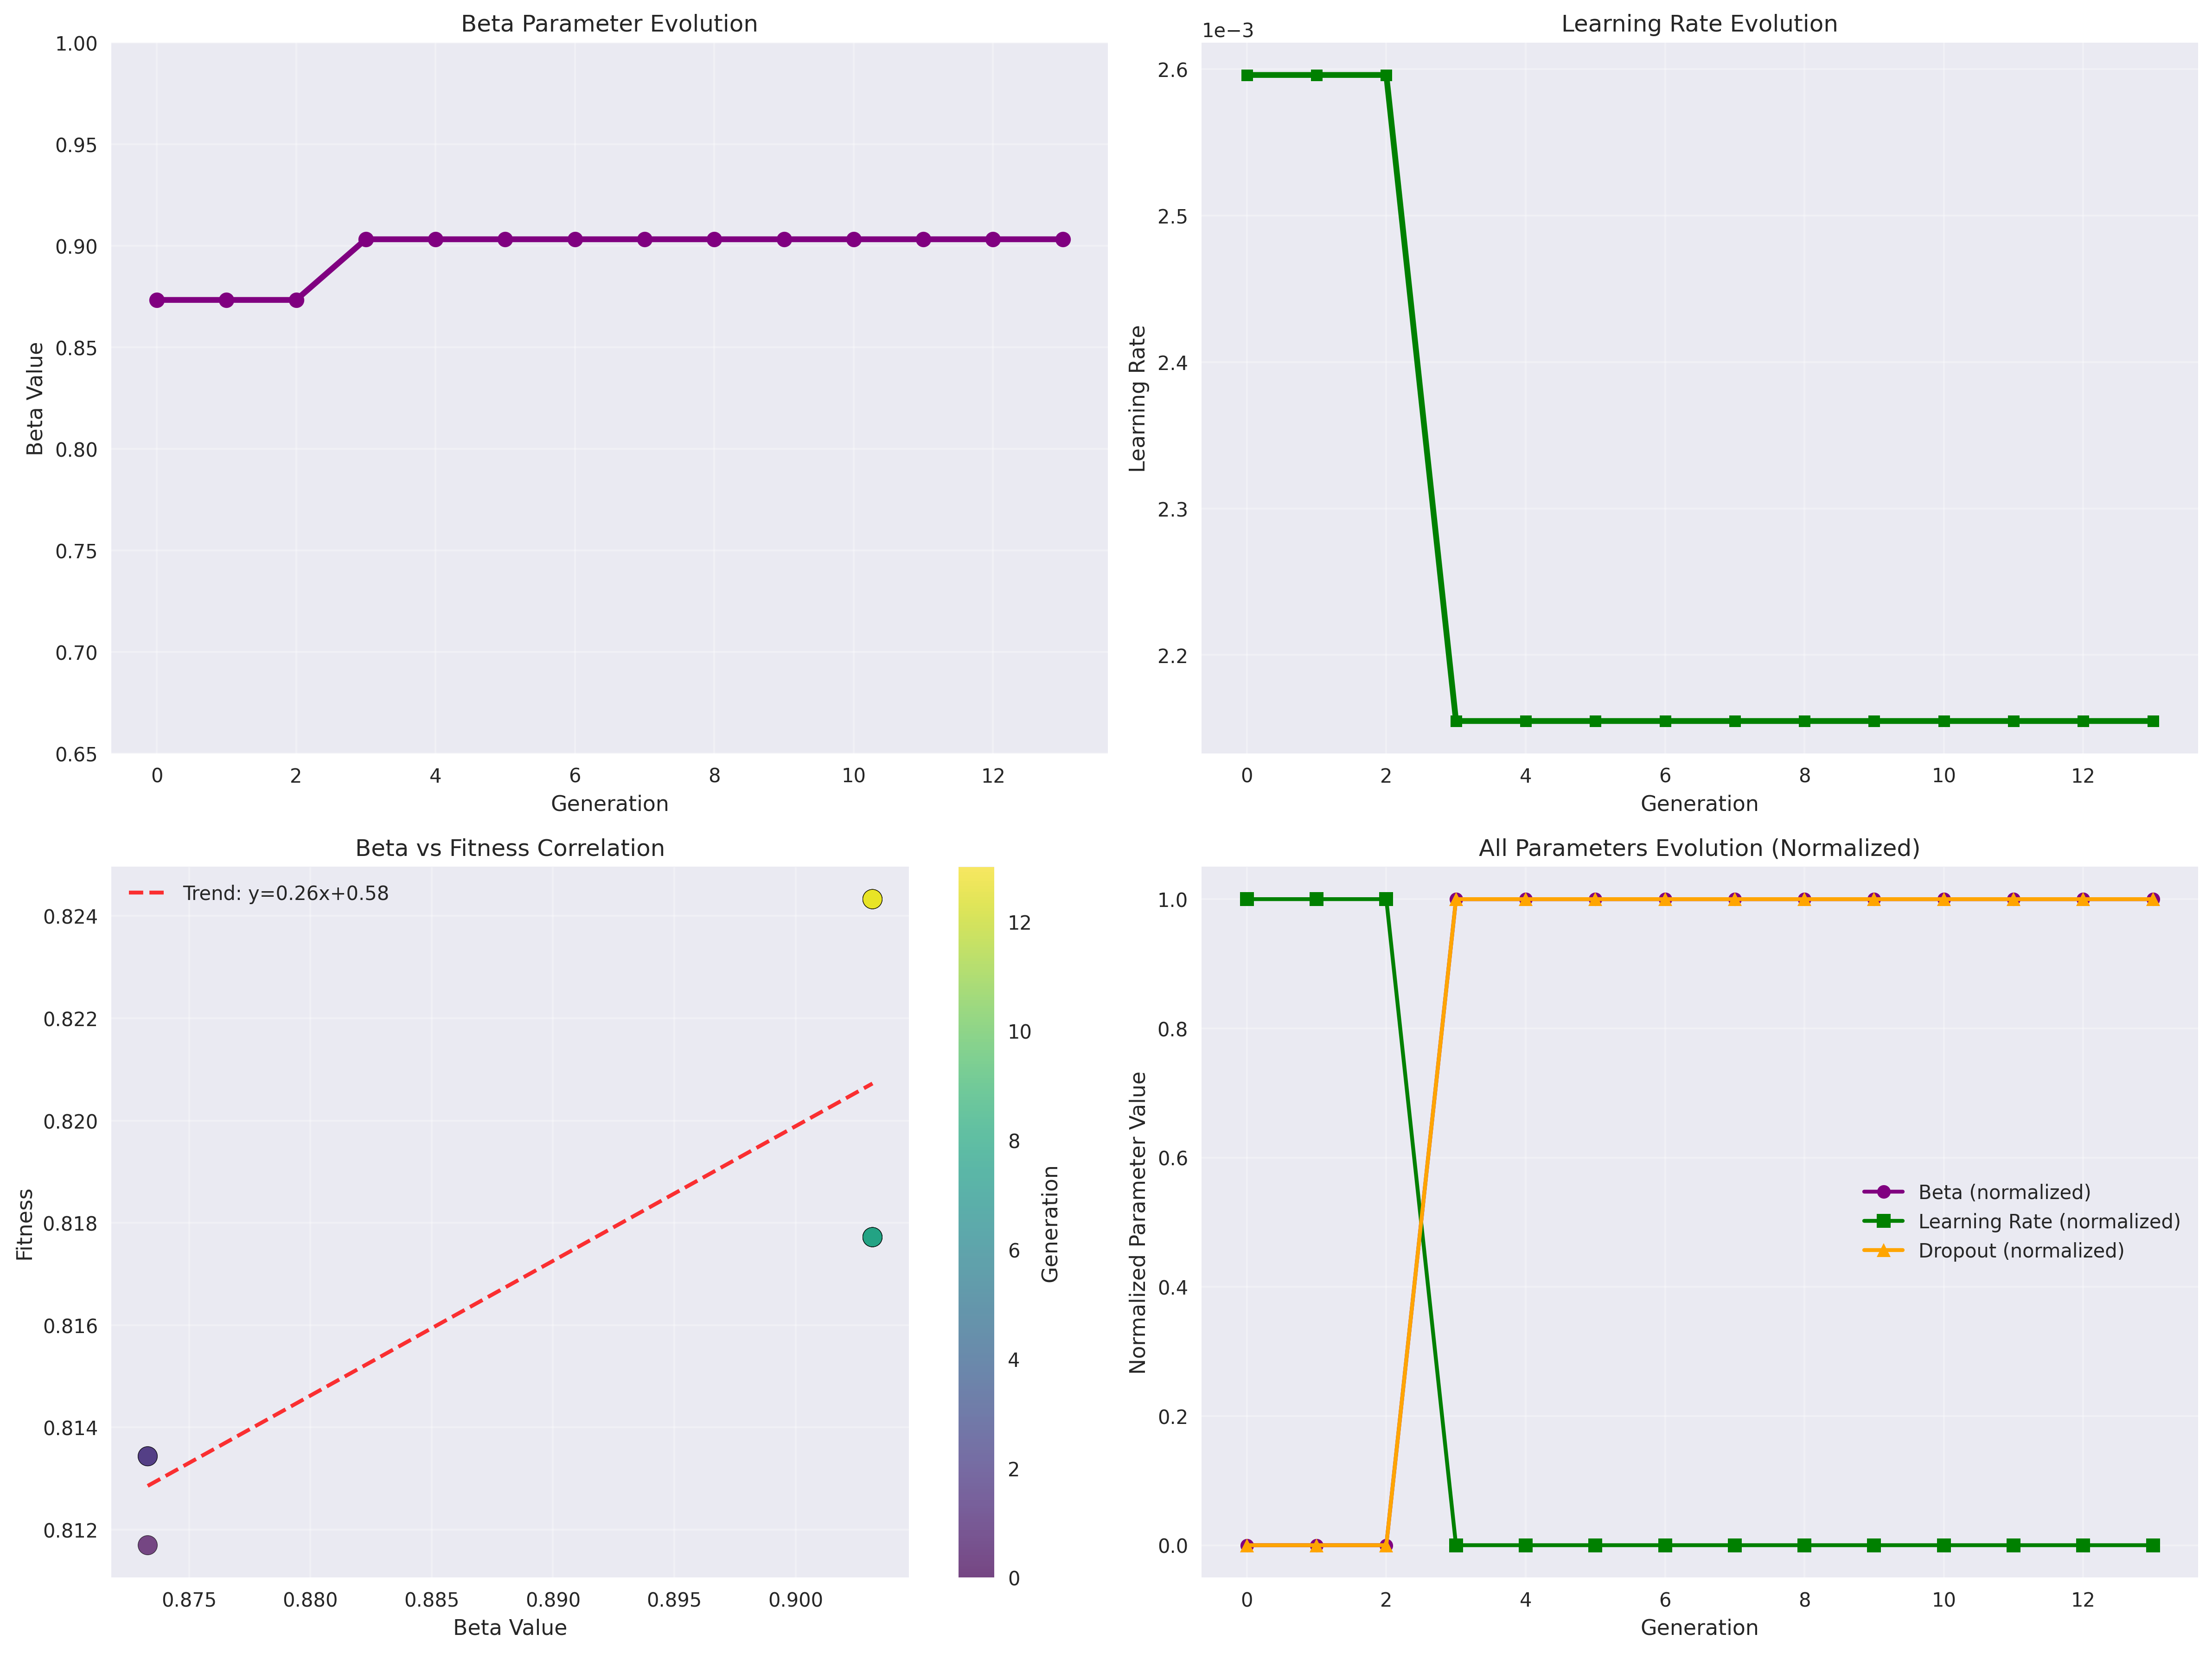 Beta Parameter Evolution
1.00
0.95
0.90
0.85
0.80
0.75
0.70
0.65
Beta Value
0 2 4 6 8 10 12
Generation
Learning Rate Evolution
1e−3
2.6
2.5
2.4
2.3
2.2
Learning Rate
0 2 4 6 8 10 12
Generation
Beta vs Fitness Correlation
Trend: y=0.26x+0.58
0.824
0.822
0.820
0.818
0.816
0.814
0.812
Fitness
0.875 0.880 0.885 0.890 0.895 0.900
Beta Value
12
10
8
6
4
2
0
Generation
All Parameters Evolution (Normalized)
1.0
0.8
0.6
0.4
0.2
0.0
Normalized Parameter Value
Beta (normalized)
Learning Rate (normalized)
Dropout (normalized)
0 2 4 6 8 10 12
Generation